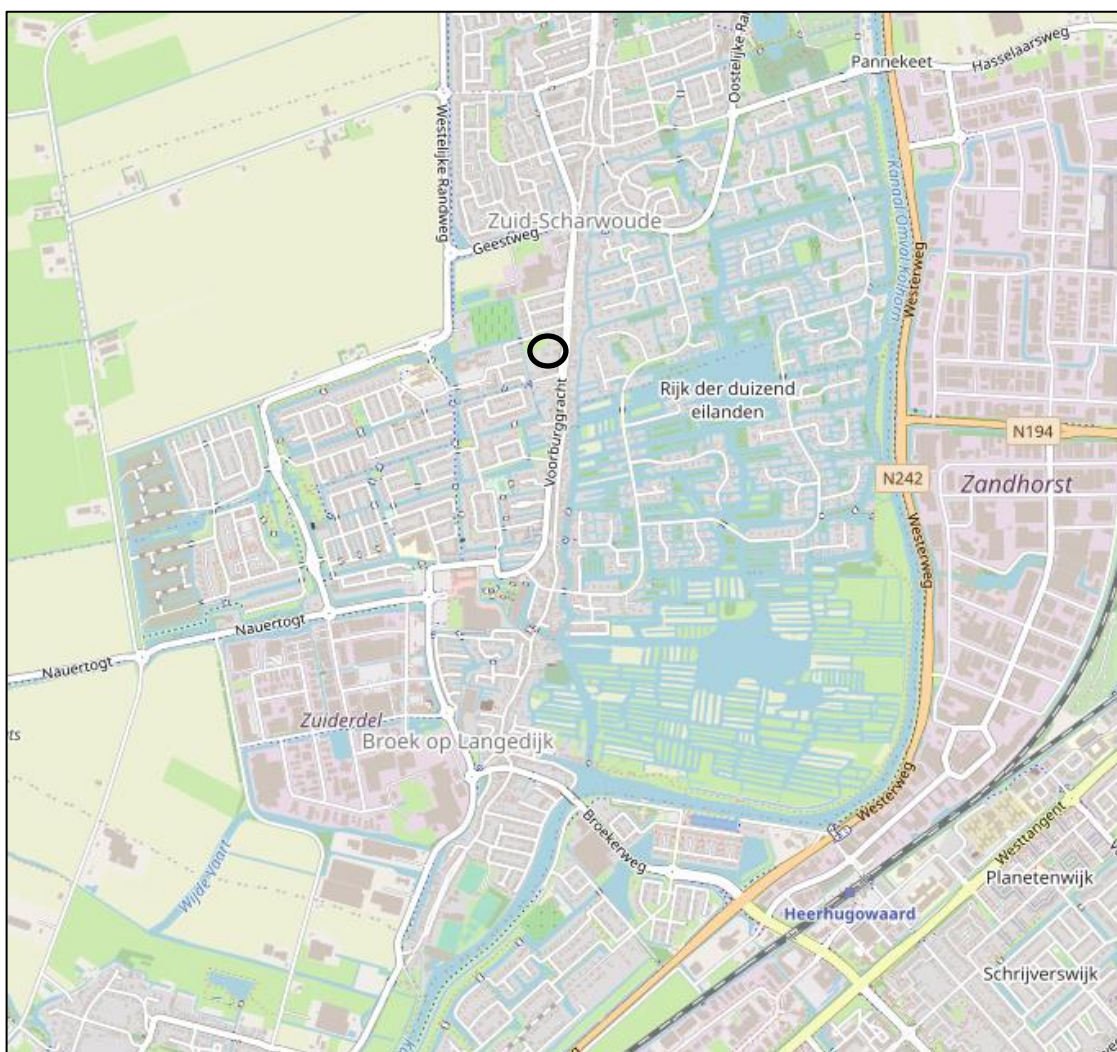 Hasselaarsweg
Pannekeet
Oostelijke Ra
Westelijke Randweg
Kanaal Omval Kolhorn
Zuid-Scharwoude
Geestweg
Westerweg
Rijk der duizend
eilanden
Voorburggracht
N194
N242
Zandhorst
Westerweg
Nauertogt
Nauertogt
Zuiderdel
Broek op Langedijk
Westerweg
Broekerweg
Westtangent
Wijde Vaart
Planetenwijk
Heerhugowaard
Schrijverswijk